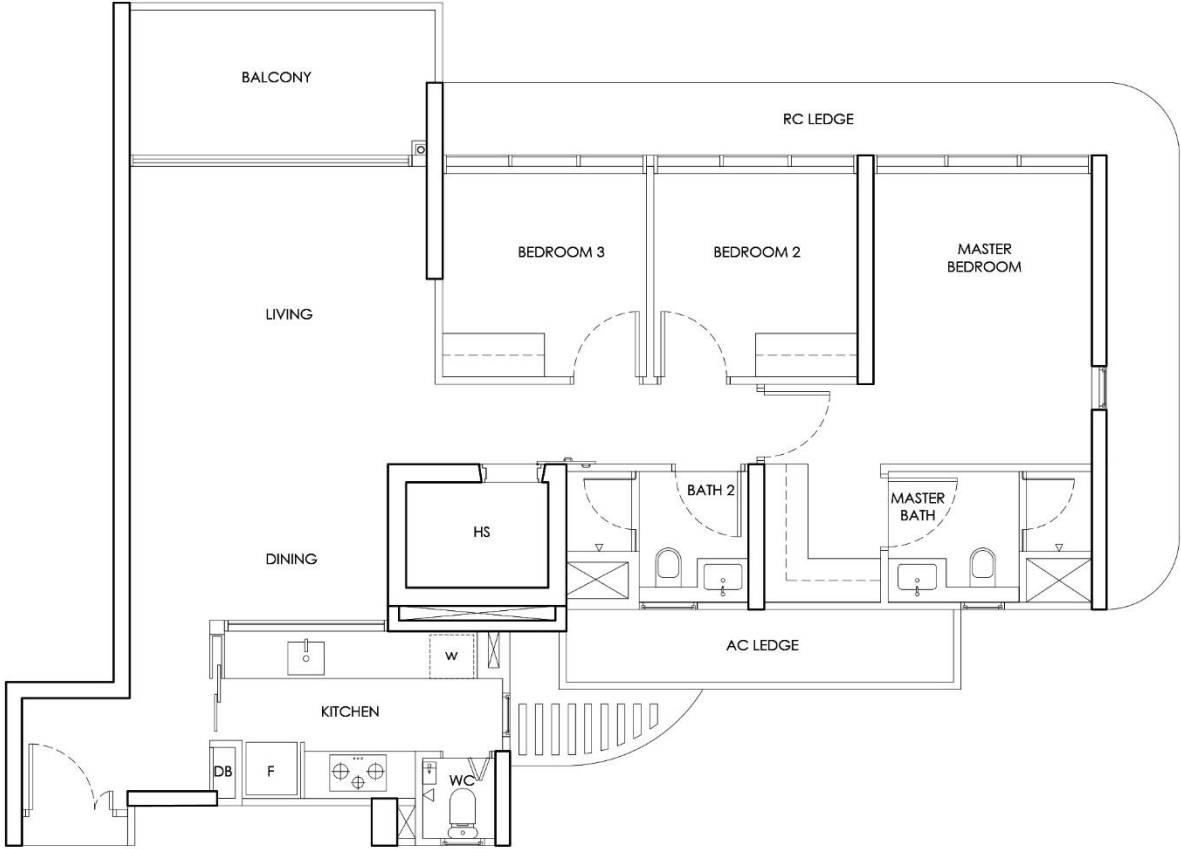 BALCONY
RC LEDGE
BEDROOM 3
BEDROOM 2
MASTER
BEDROOM
LIVING
BATH 2
MASTER
BATH
HS
DINING
AC LEDGE
W
KITCHEN
DB
F
WC